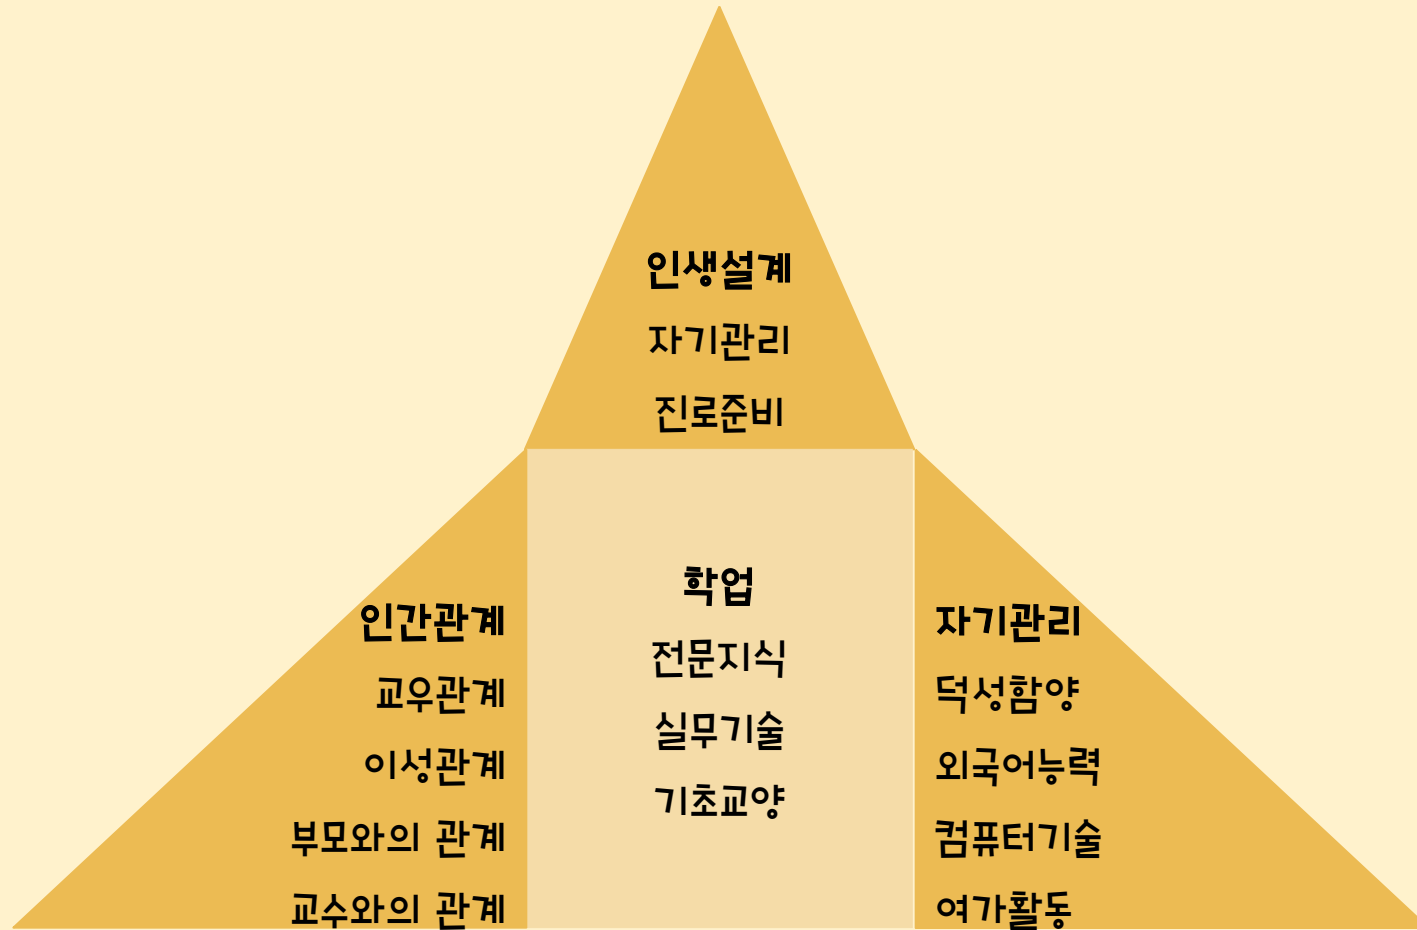 인생설계
자기관리
진로준비
인간관계
교우관계
이성관계
부모와의 관계
교수와의 관계
학업
전문지식
실무기술
기초교양
자기관리
덕성함양
외국어능력
컴퓨터기술
여가활동